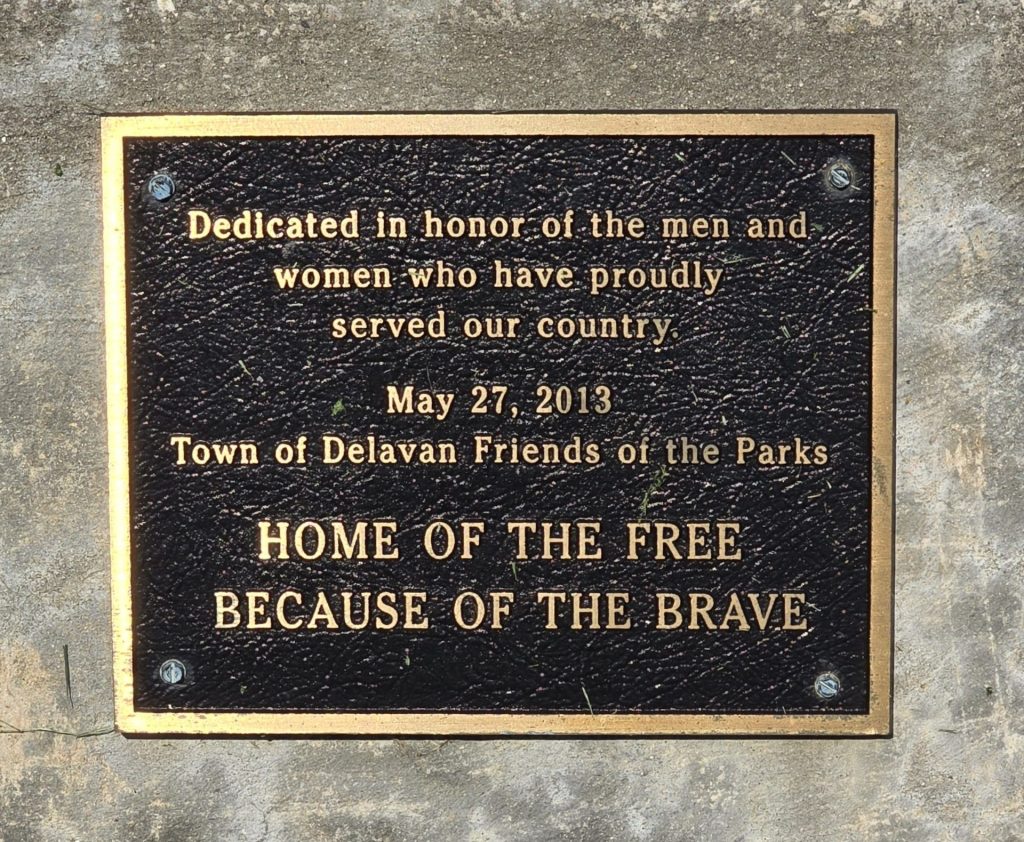 Dedicated in honor of the men and
women who have proudly
served our country.
May 27, 2013
Town of Delavan Friends of the Parks
HOME OF THE FREE
BECAUSE OF THE BRAVE